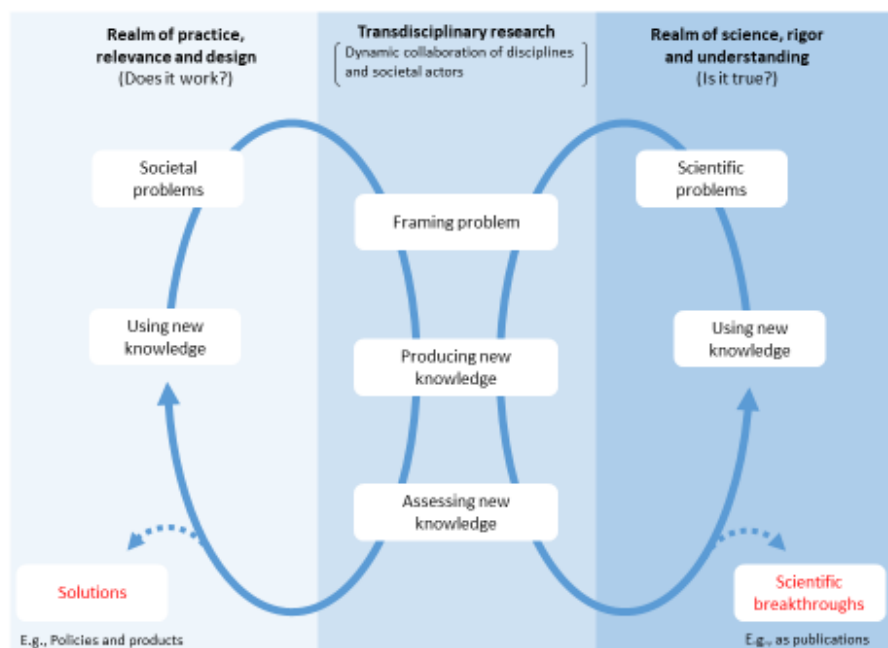 Realm of practice,
relevance and design
(Does it work?)
Transdisciplinary research
Dynamic collaboration of disciplines
and societal actors
Realm of science, rigor
and understanding
(Is it true?)
Societal
problems
Scientific
problems
Framing problem
Using new
knowledge
Producing new
knowledge
Using new
knowledge
Assessing new
knowledge
Solutions
Scientific
breakthroughs
E.g., Policies and products
E.g., as publications